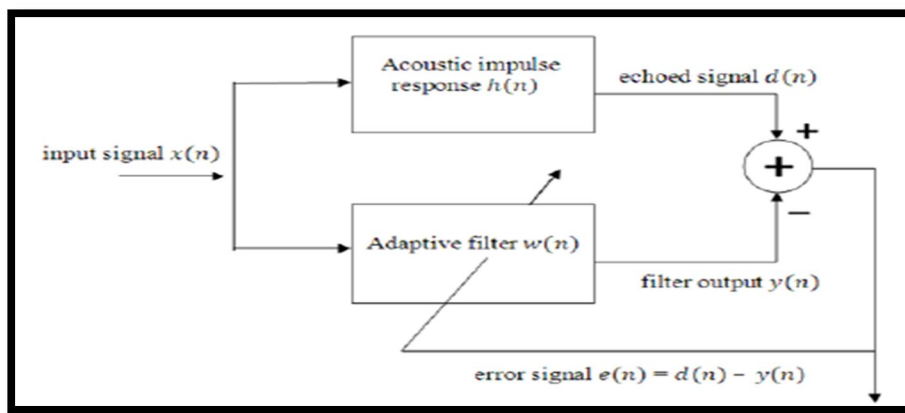 Acoustic impulse
response h(n)
echoed signal d(n)
+
input signal x(n)
+
−
Adaptive filter w(n)
filter output y(n)
error signal e(n) = d(n) − y(n)